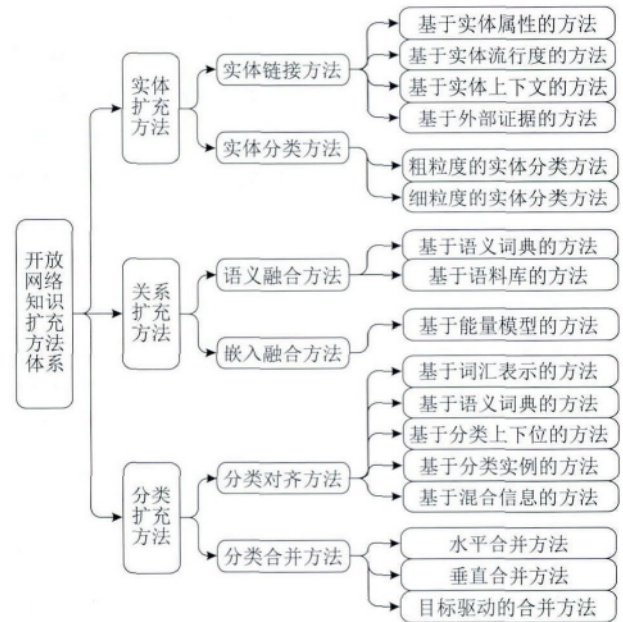 开放
网络
知识
扩充
方法
体系
实体
扩充
方法
实体链接方法
基于实体属性的方法
基于实体流行度的方法
基于实体上下文的方法
基于外部证据的方法
实体分类方法
粗粒度的实体分类方法
细粒度的实体分类方法
关系
扩充
方法
语义融合方法
基于语义词典的方法
基于语料库的方法
嵌入融合方法
基于能量模型的方法
分类
扩充
方法
分类对齐方法
基于词汇表示的方法
基于语义词典的方法
基于分类上下位的方法
基于分类实例的方法
基于混合信息的方法
分类合并方法
水平合并方法
垂直合并方法
目标驱动的合并方法